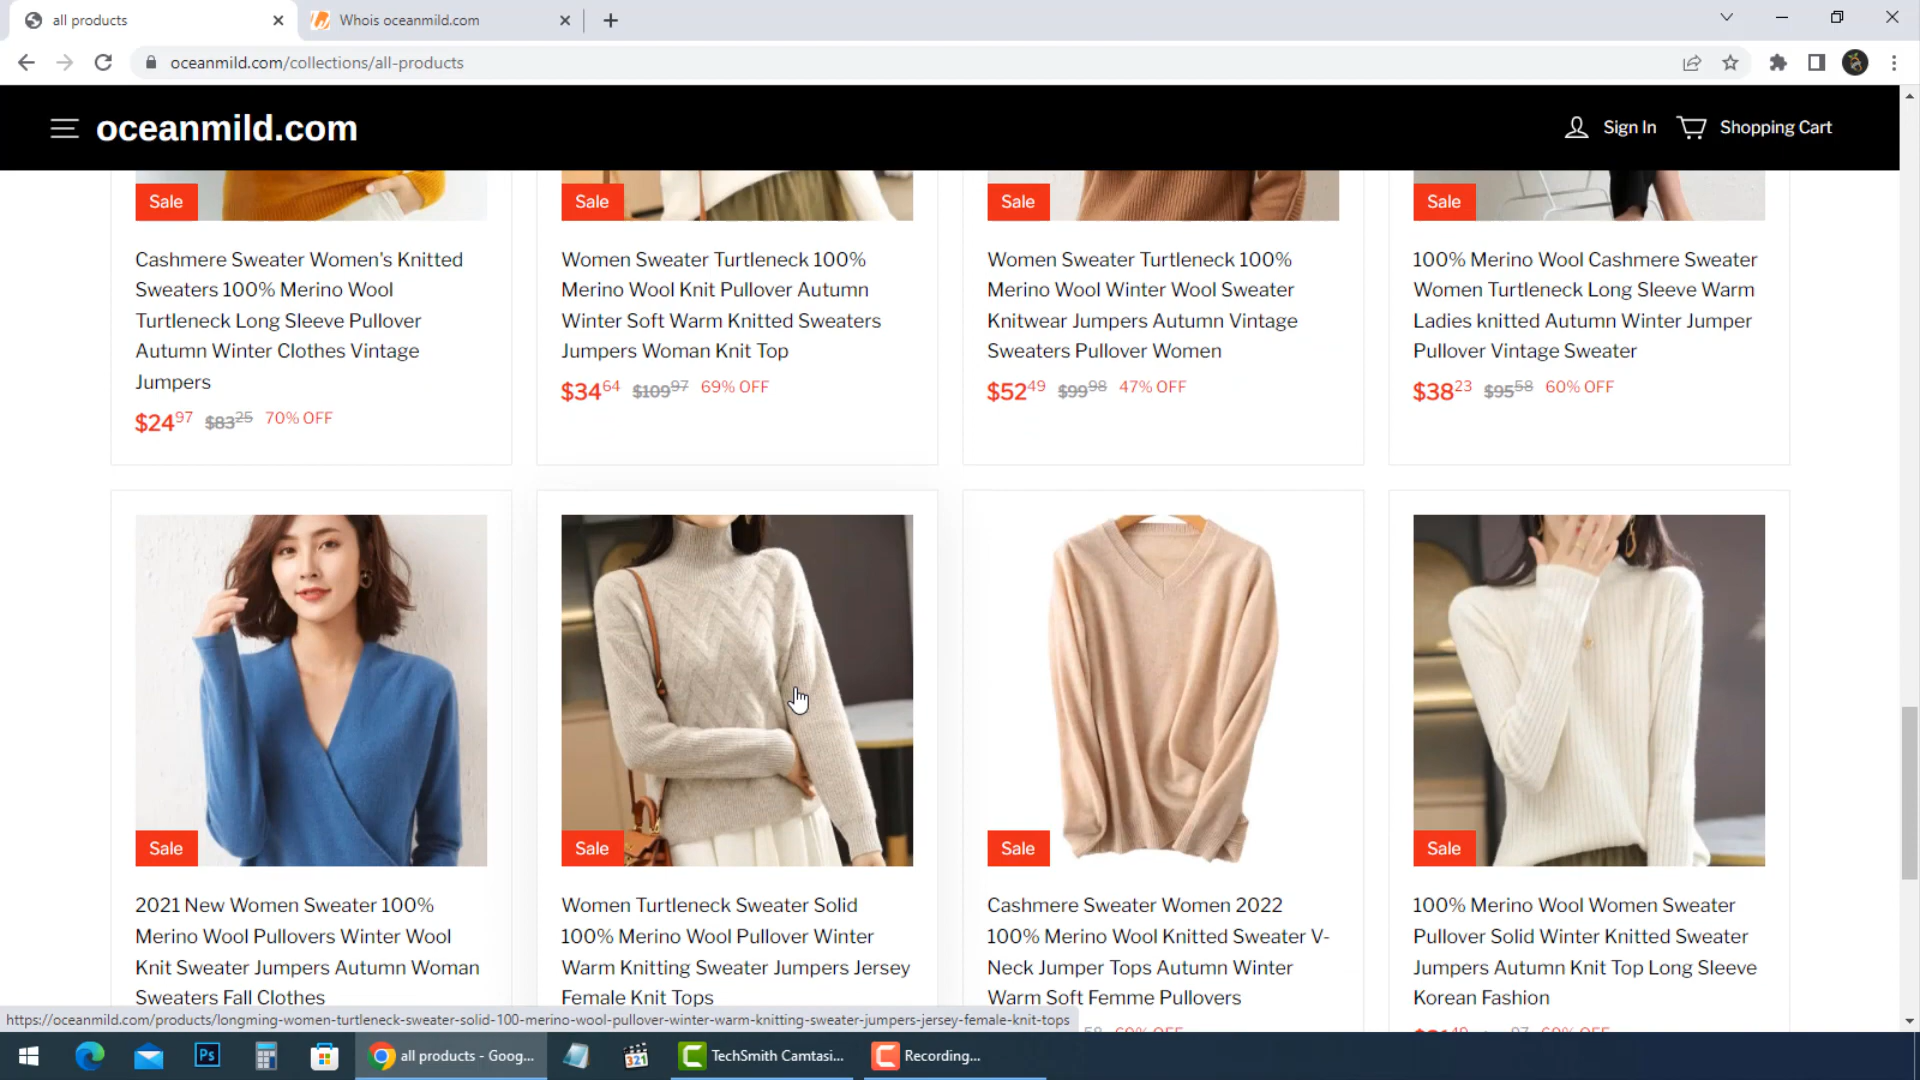 all products
Whois oceanmild.com
oceanmild.com/collections/all-products
oceanmild.com
Sign In
Shopping Cart
Sale
Sale
Sale
Sale
Cashmere Sweater Women's Knitted
Sweaters 100% Merino Wool
Turtleneck Long Sleeve Pullover
Autumn Winter Clothes Vintage
Jumpers
$24.97 $83.25 70% OFF
Women Sweater Turtleneck 100%
Merino Wool Knit Pullover Autumn
Winter Soft Warm Knitted Sweaters
Jumpers Woman Knit Top
$34.64 $109.97 69% OFF
Women Sweater Turtleneck 100%
Merino Wool Winter Wool Sweater
Knitwear Jumpers Autumn Vintage
Sweaters Pullover Women
$52.49 $99.98 47% OFF
100% Merino Wool Cashmere Sweater
Women Turtleneck Long Sleeve Warm
Ladies knitted Autumn Winter Jumper
Pullover Vintage Sweater
$38.23 $95.58 60% OFF
Sale
Sale
Sale
Sale
2021 New Women Sweater 100%
Merino Wool Pullovers Winter Wool
Knit Sweater Jumpers Autumn Woman
Sweaters Fall Clothes
Women Turtleneck Sweater Solid
100% Merino Wool Pullover Winter
Warm Knitting Sweater Jumpers Jersey
Female Knit Tops
Cashmere Sweater Women 2022
100% Merino Wool Knitted Sweater V-
Neck Jumper Tops Autumn Winter
Warm Soft Femme Pullovers
100% Merino Wool Women Sweater
Pullover Solid Winter Knitted Sweater
Jumpers Autumn Knit Top Long Sleeve
Korean Fashion
https://oceanmild.com/products/longming-women-turtleneck-sweater-solid-100-merino-wool-pullover-winter-warm-knitting-sweater-jumpers-jersey-female-knit-tops
Ps
all products - Goog...
321
TechSmith Camtasi...
Recording...